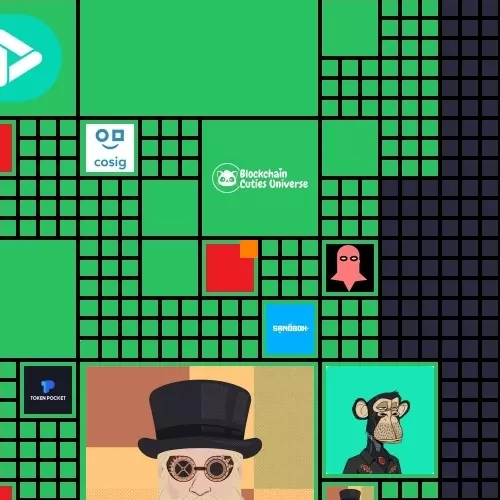 cosig
Blockchain
Cuties Universe
SANDBOX
TOKEN POCKET